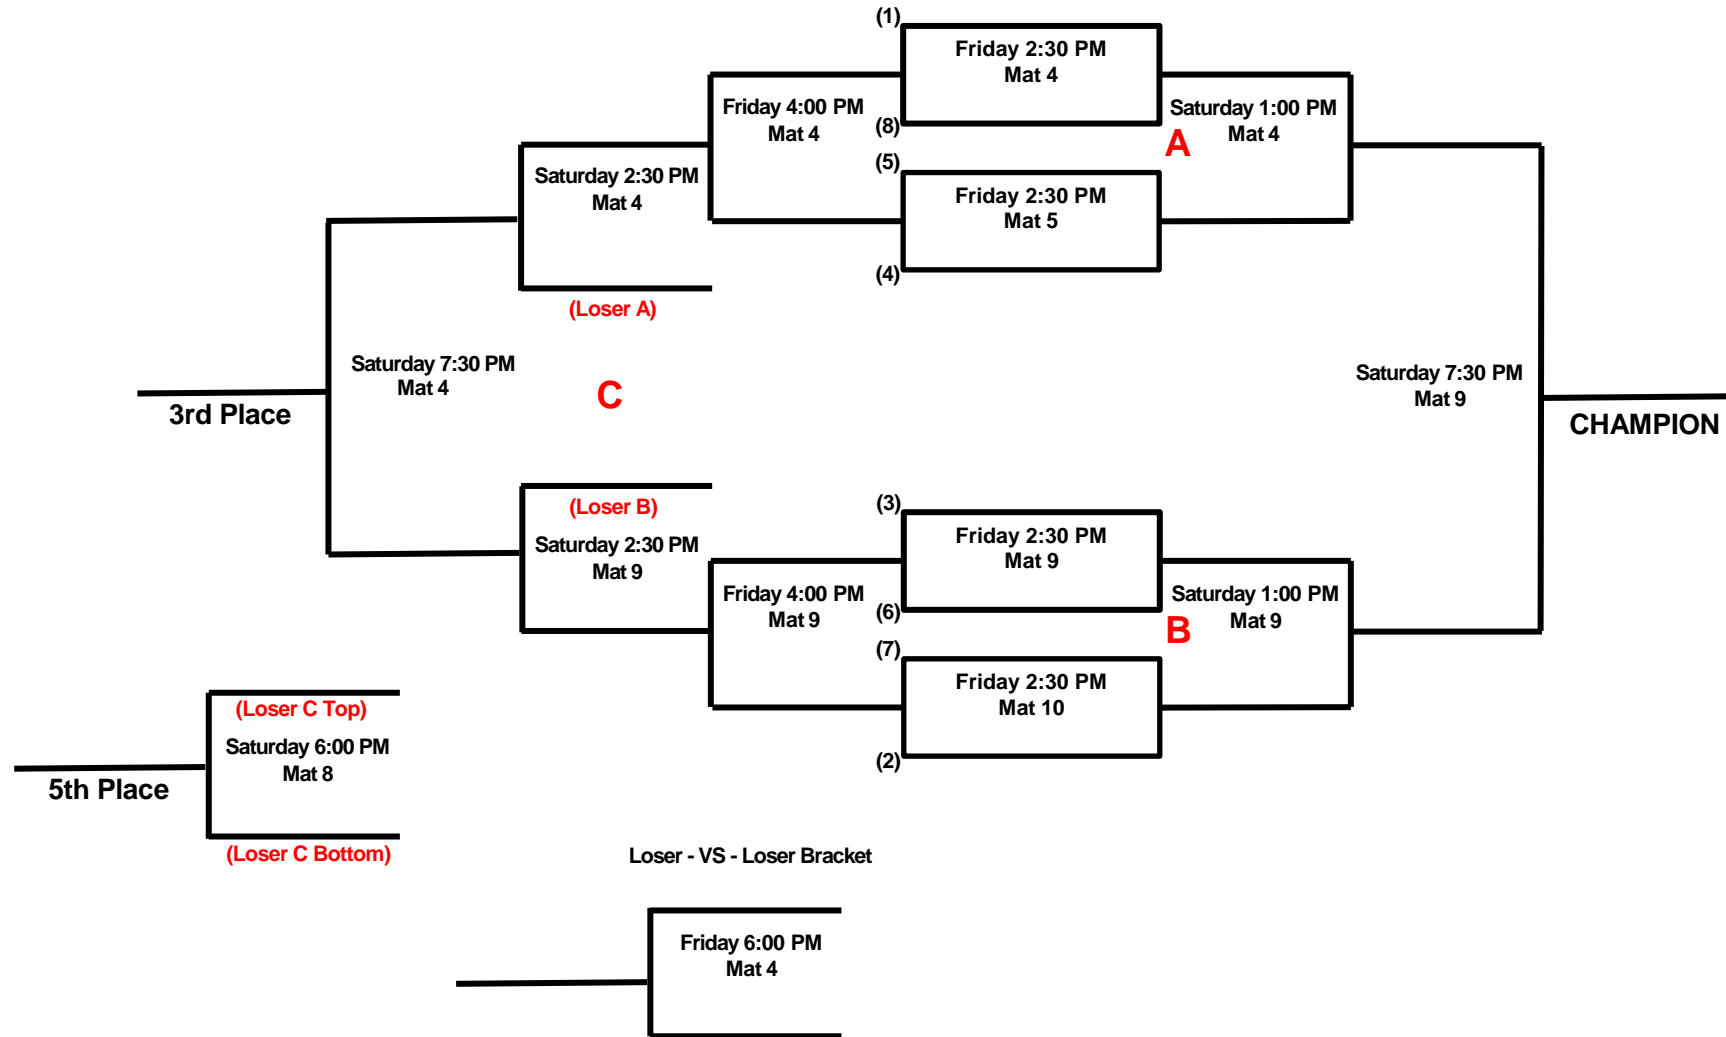 (1)
Friday 2:30 PM
Mat 4
Friday 4:00 PM
Mat 4
(8)
Saturday 1:00 PM
Mat 4
A
(5)
Saturday 2:30 PM
Mat 4
Friday 2:30 PM
Mat 5
(4)
(Loser A)
Saturday 7:30 PM
Mat 4
C
Saturday 7:30 PM
Mat 9
3rd Place
CHAMPION
(Loser B)
(3)
Saturday 2:30 PM
Mat 9
Friday 2:30 PM
Mat 9
Friday 4:00 PM
Mat 9
(6)
Saturday 1:00 PM
Mat 9
B
(7)
Friday 2:30 PM
Mat 10
(2)
(Loser C Top)
Saturday 6:00 PM
Mat 8
5th Place
(Loser C Bottom)
Loser - VS - Loser Bracket
Friday 6:00 PM
Mat 4